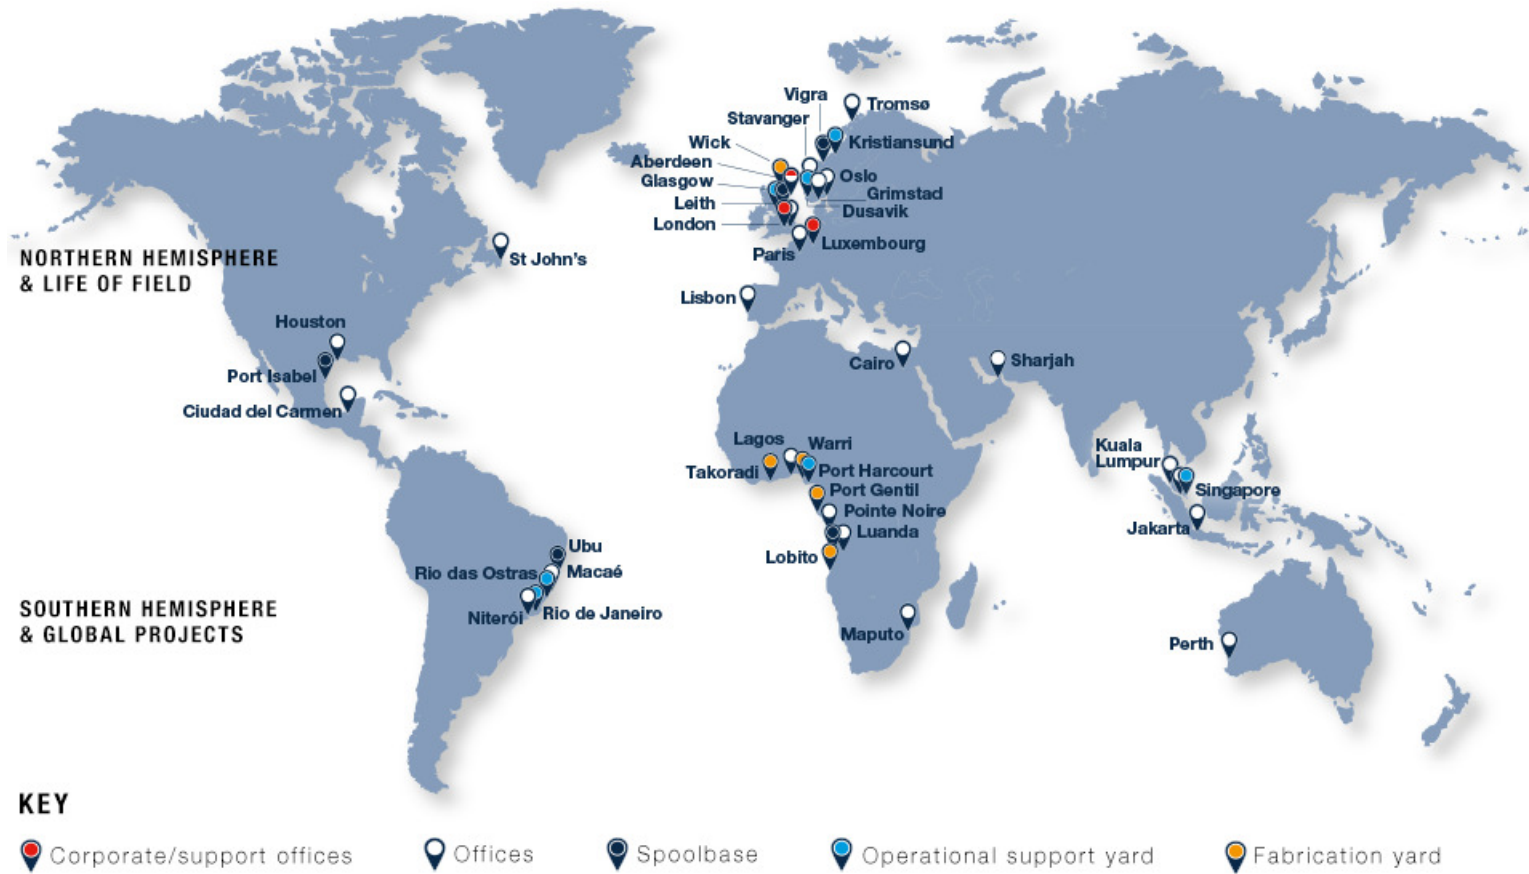 Vigra
Tromsø
Stavanger
Wick
Kristiansund
Aberdeen
Glasgow
Oslo
Grimstad
Leith
Dusavik
London
Luxembourg
Paris
NORTHERN HEMISPHERE
& LIFE OF FIELD
St John's
Lisbon
Houston
Cairo
Sharjah
Port Isabel
Ciudad del Carmen
Lagos
Warri
Kuala
Lumpur
Takoradi
Port Harcourt
Port Gentil
Singapore
Pointe Noire
Jakarta
Luanda
Ubu
Lobito
Rio das Ostras
Macaé
SOUTHERN HEMISPHERE
& GLOBAL PROJECTS
Niterói
Rio de Janeiro
Maputo
Perth
KEY
Corporate/support offices
Offices
Spoolbase
Operational support yard
Fabrication yard